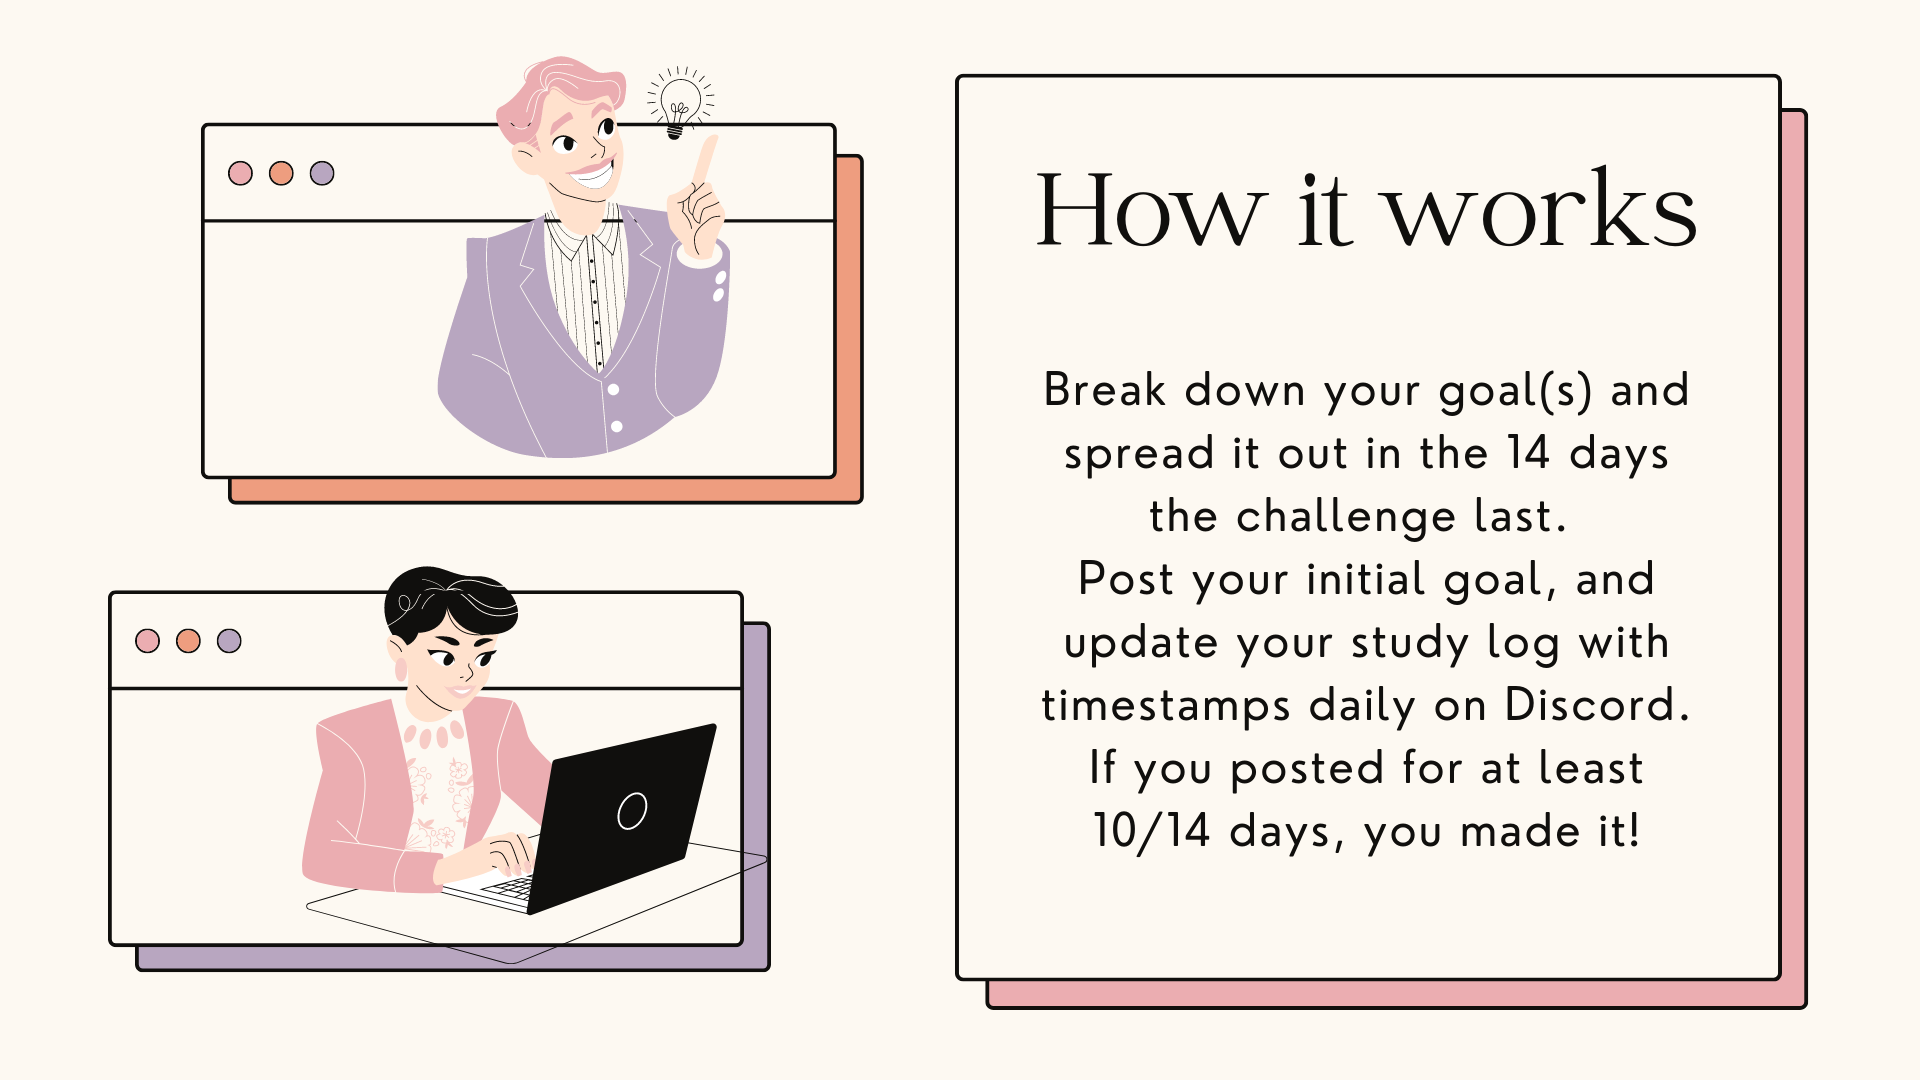 How it works
Break down your goal(s) and
spread it out in the 14 days
the challenge last.
Post your initial goal, and
update your study log with
timestamps daily on Discord.
If you posted for at least
10/14 days, you made it!